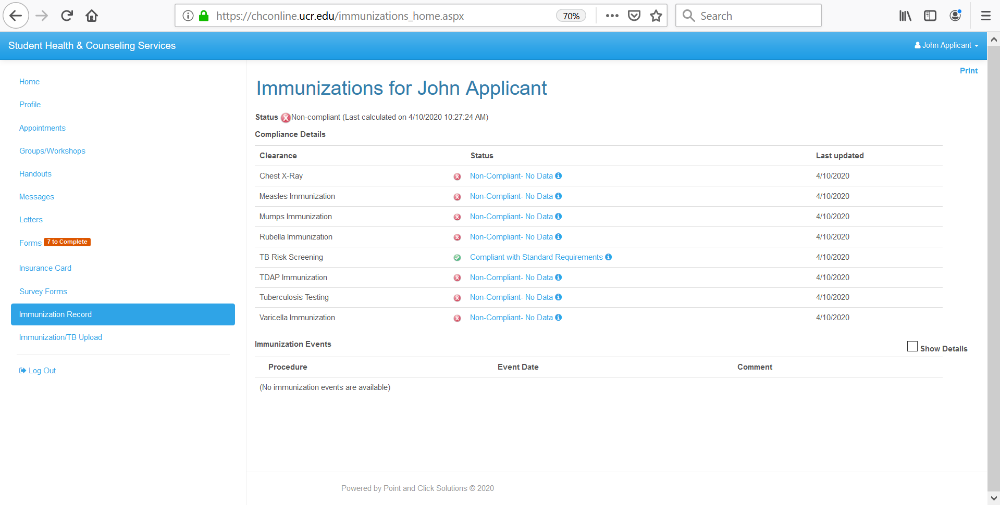 https://chconline.ucr.edu/immunizations_home.aspx 70% Search
Student Health & Counseling Services John Applicant
Print
Home
Profile
Appointments
Groups/Workshops
Handouts
Messages
Letters
Forms 7 to Complete
Insurance Card
Survey Forms
Immunization Record
Immunization/TB Upload
Log Out
Immunizations for John Applicant
Status Non-compliant (Last calculated on 4/10/2020 10:27:24 AM)
Compliance Details
Clearance Status Last updated
Chest X-Ray Non-Compliant- No Data 4/10/2020
Measles Immunization Non-Compliant- No Data 4/10/2020
Mumps Immunization Non-Compliant- No Data 4/10/2020
Rubella Immunization Non-Compliant- No Data 4/10/2020
TB Risk Screening Compliant with Standard Requirements 4/10/2020
TDAP Immunization Non-Compliant- No Data 4/10/2020
Tuberculosis Testing Non-Compliant- No Data 4/10/2020
Varicella Immunization Non-Compliant- No Data 4/10/2020
Immunization Events Show Details
Procedure Event Date Comment
(No immunization events are available)
Powered by Point and Click Solutions © 2020